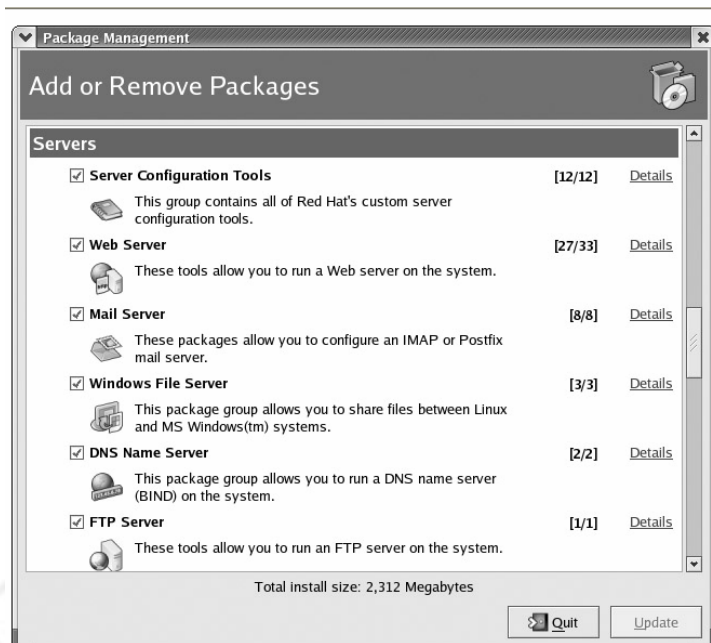 Package Management
Add or Remove Packages
Servers
Server Configuration Tools [12/12] Details
This group contains all of Red Hat's custom server
configuration tools.
Web Server [27/33] Details
These tools allow you to run a Web server on the system.
Mail Server [8/8] Details
These packages allow you to configure an IMAP or Postfix
mail server.
Windows File Server [3/3] Details
This package group allows you to share files between Linux
and MS Windows(tm) systems.
DNS Name Server [2/2] Details
This package group allows you to run a DNS name server
(BIND) on the system.
FTP Server [1/1] Details
These tools allow you to run an FTP server on the system.
Total install size: 2,312 Megabytes
Quit Update